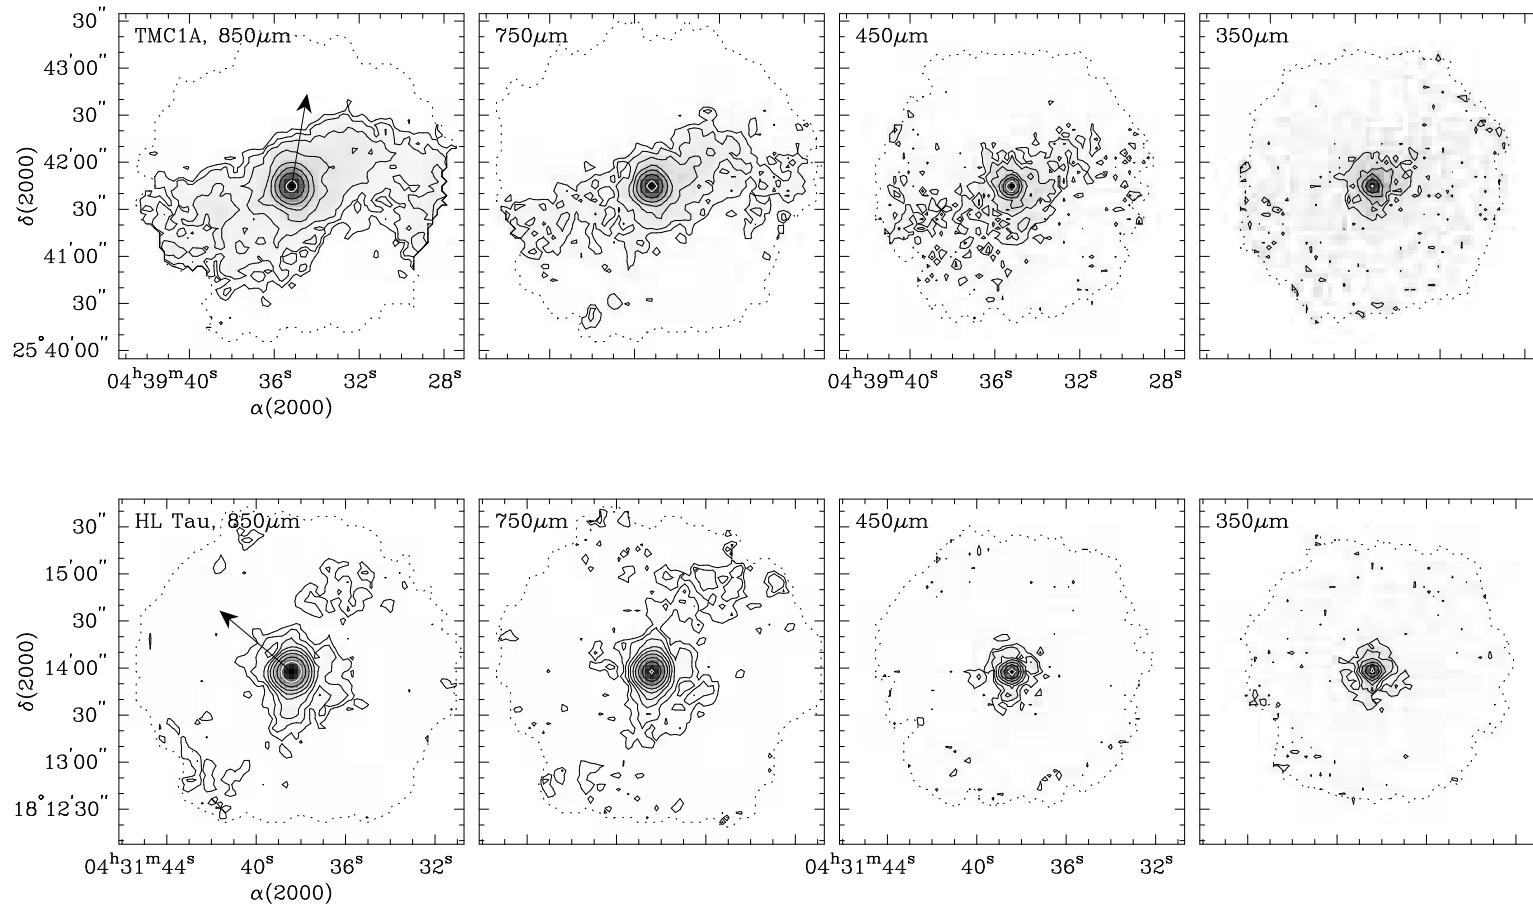 TMC1A, 850μm
750μm
450μm
350μm
30″
43′00″
30″
42′00″
30″
41′00″
30″
25°40′00″
δ(2000)
04ʰ39ᵐ40ˢ 36ˢ 32ˢ 28ˢ
04ʰ39ᵐ40ˢ 36ˢ 32ˢ 28ˢ
α(2000)
HL Tau, 850μm
750μm
450μm
350μm
30″
15′00″
30″
14′00″
30″
13′00″
18°12′30″
δ(2000)
04ʰ31ᵐ44ˢ 40ˢ 36ˢ 32ˢ
04ʰ31ᵐ44ˢ 40ˢ 36ˢ 32ˢ
α(2000)